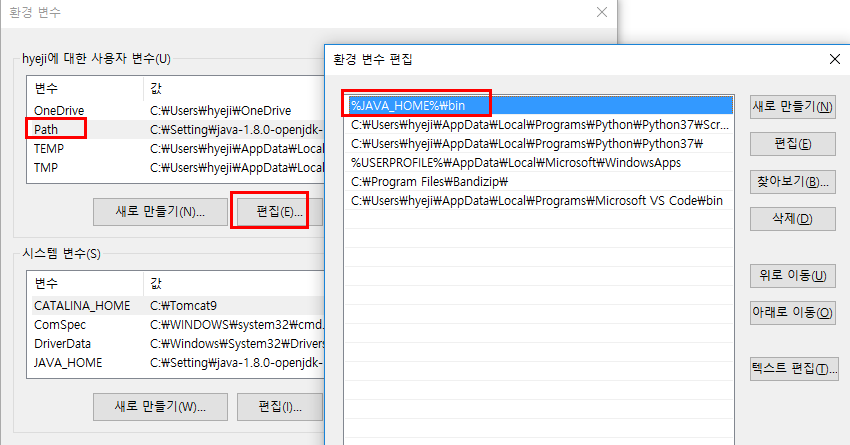 환경 변수
hyeji에 대한 사용자 변수(U)
변수 값
OneDrive C:₩Users₩hyeji₩OneDrive
Path C:₩Setting₩java-1.8.0-openjdk-
TEMP C:₩Users₩hyeji₩AppData₩Local
TMP C:₩Users₩hyeji₩AppData₩Local
새로 만들기(N)... 편집(E)...
시스템 변수(S)
변수 값
CATALINA_HOME C:₩Tomcat9
ComSpec C:₩WINDOWS₩system32₩cmd.
DriverData C:₩Windows₩System32₩Drivers
JAVA_HOME C:₩Setting₩java-1.8.0-openjdk-
새로 만들기(W)... 편집(I)...
환경 변수 편집
%JAVA_HOME%₩bin
C:₩Users₩hyeji₩AppData₩Local₩Programs₩Python₩Python37₩Scr...
C:₩Users₩hyeji₩AppData₩Local₩Programs₩Python₩Python37₩
%USERPROFILE%₩AppData₩Local₩Microsoft₩WindowsApps
C:₩Program Files₩Bandizip₩
C:₩Users₩hyeji₩AppData₩Local₩Programs₩Microsoft VS Code₩bin
새로 만들기(N)
편집(E)
찾아보기(B)...
삭제(D)
위로 이동(U)
아래로 이동(O)
텍스트 편집(T)...